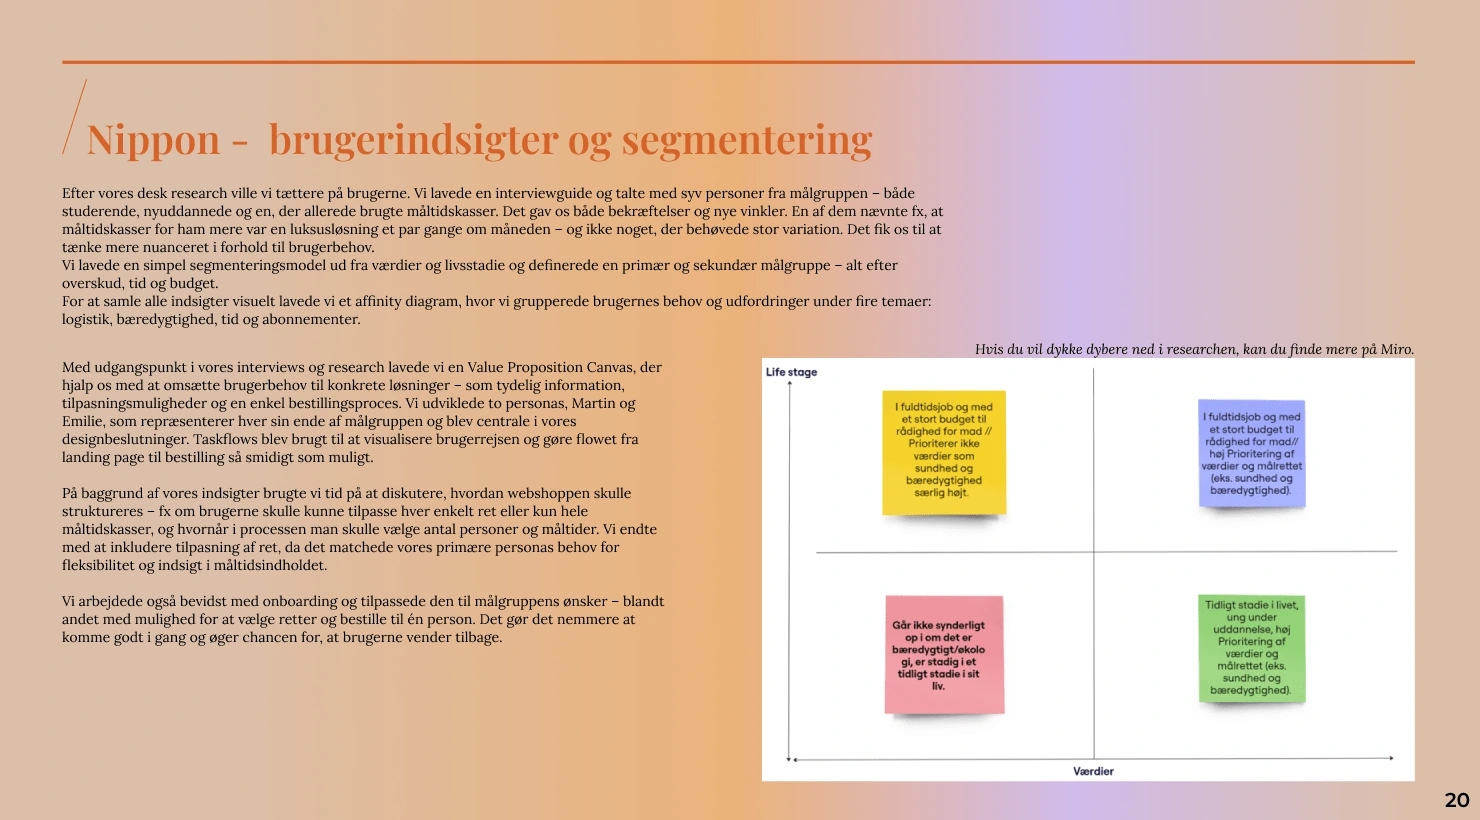 Nippon -  brugerindsigter og segmentering
Efter vores desk research ville vi tættere på brugerne. Vi lavede en interviewguide og talte med syv personer fra målgruppen – både
studerende, nyuddannede og en, der allerede brugte måltidskasser. Det gav os både bekræftelser og nye vinkler. En af dem nævnte fx, at
måltidskasser for ham mere var en luksusløsning et par gange om måneden – og ikke noget, der behøvede stor variation. Det fik os til at
tænke mere nuanceret i forhold til brugerbehov.
Vi lavede en simpel segmenteringsmodel ud fra værdier og livsstadie og definerede en primær og sekundær målgruppe – alt efter
overskud, tid og budget.
For at samle alle indsigter visuelt lavede vi et affinity diagram, hvor vi grupperede brugernes behov og udfordringer under fire temaer:
logistik, bæredygtighed, tid og abonnementer.
Med udgangspunkt i vores interviews og research lavede vi en Value Proposition Canvas, der
hjalp os med at omsætte brugerbehov til konkrete løsninger – som tydelig information,
tilpasningsmuligheder og en enkel bestillingsproces. Vi udviklede to personas, Martin og
Emilie, som repræsenterer hver sin ende af målgruppen og blev centrale i vores
designbeslutninger. Taskflows blev brugt til at visualisere brugerrejsen og gøre flowet fra
landing page til bestilling så smidigt som muligt.
På baggrund af vores indsigter brugte vi tid på at diskutere, hvordan webshoppen skulle
struktureres – fx om brugerne skulle kunne tilpasse hver enkelt ret eller kun hele
måltidskasser, og hvornår i processen man skulle vælge antal personer og måltider. Vi endte
med at inkludere tilpasning af ret, da det matchede vores primære personas behov for
fleksibilitet og indsigt i måltidsindholdet.
Vi arbejdede også bevidst med onboarding og tilpassede den til målgruppens ønsker – blandt
andet med mulighed for at vælge retter og bestille til én person. Det gør det nemmere at
komme godt i gang og øger chancen for, at brugerne vender tilbage.
Hvis du vil dykke dybere ned i researchen, kan du finde mere på Miro.
Life stage
I fuldtidsjob og med
et stort budget til
rådighed for mad //
Prioriterer ikke
værdier som
sundhed og
bæredygtighed
særlig højt.
I fuldtidsjob og med
et stort budget til
rådighed for mad//
høj Prioritering af
værdier og målrettet
(eks. sundhed og
bæredygtighed).
Går ikke synderligt
op i om det er
bæredygtigt/økolo
gi, er stadig i et
tidligt stadie i sit
liv.
Tidligt stadie i livet,
ung under
uddannelse, høj
Prioritering af
værdier og
målrettet (eks.
sundhed og
bæredygtighed).
Værdier
20